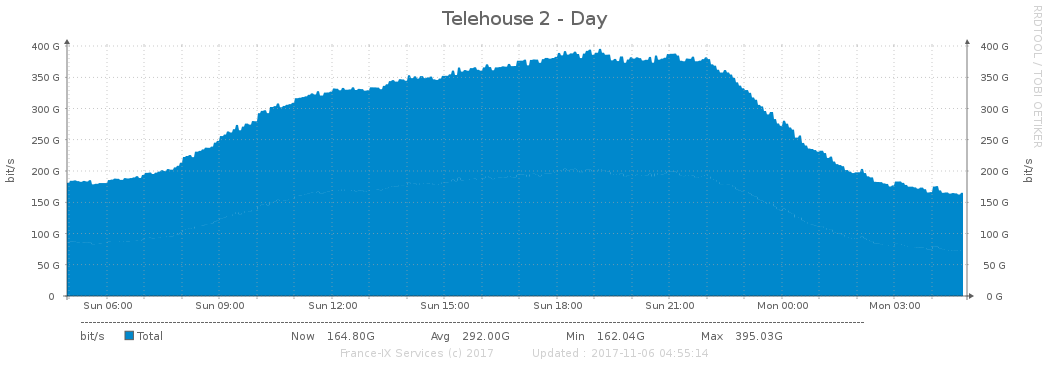 Telehouse 2 - Day
RRDTOOL / TOBI OETIKER
400 G 400 G
350 G 350 G
300 G 300 G
250 G 250 G
200 G 200 G
150 G 150 G
100 G 100 G
50 G 50 G
0 0 G
bit/s bit/s
Sun 06:00 Sun 09:00 Sun 12:00 Sun 15:00 Sun 18:00 Sun 21:00 Mon 00:00 Mon 03:00
bit/s Total Now 164.80G Avg 292.00G Min 162.04G Max 395.03G
France-IX Services (c) 2017 Updated : 2017-11-06 04:55:14